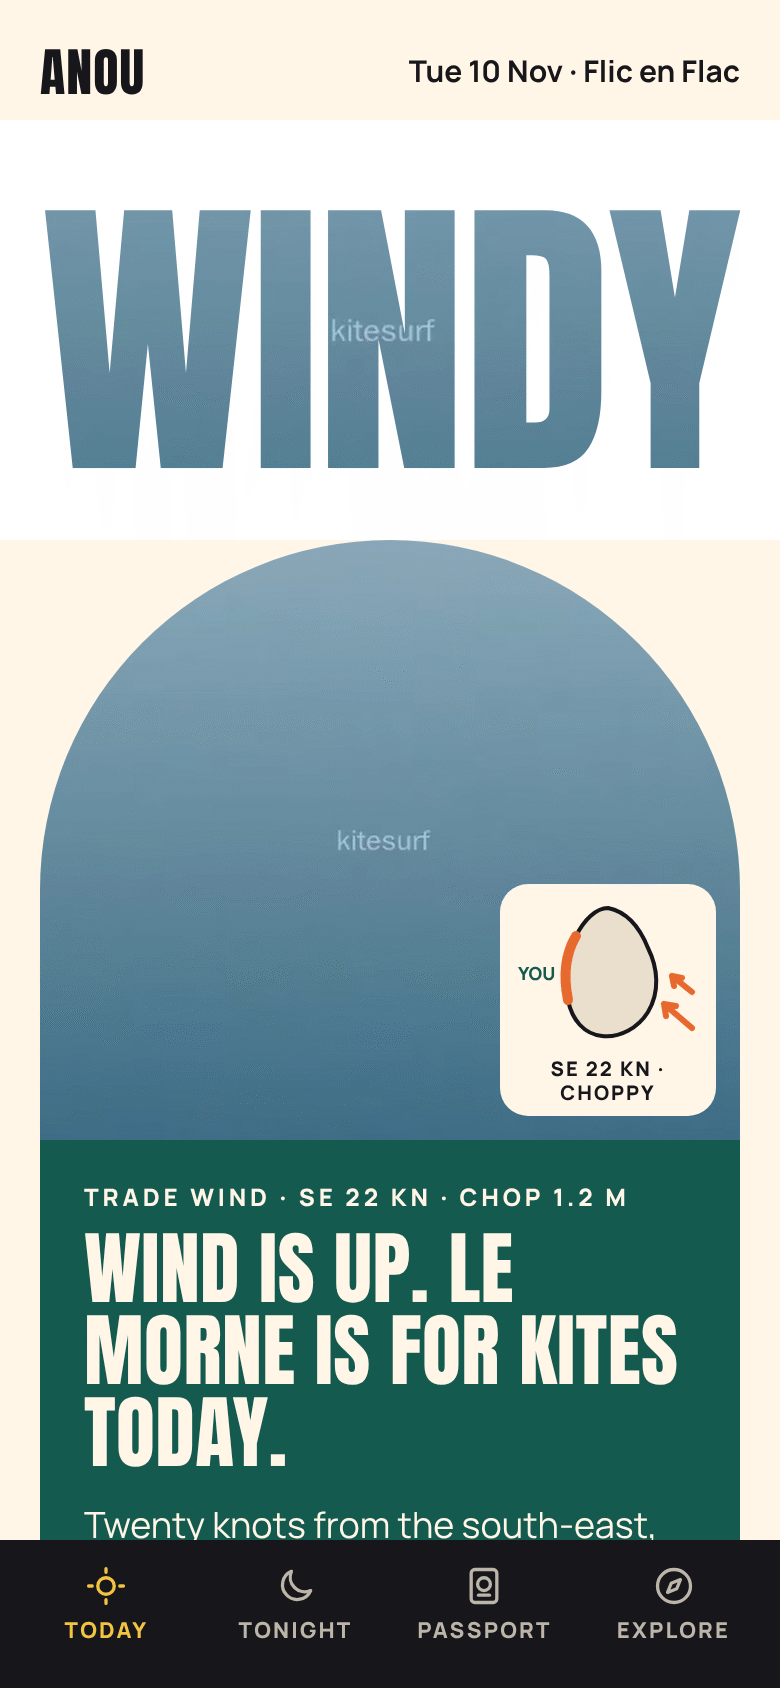 ANOU
Tue 10 Nov · Flic en Flac
WINDY
kitesurf
kitesurf
YOU
SE 22 KN ·
CHOPPY
TRADE WIND · SE 22 KN · CHOP 1.2 M
WIND IS UP. LE
MORNE IS FOR KITES
TODAY.
Twenty knots from the south-east,
TODAY
TONIGHT
PASSPORT
EXPLORE